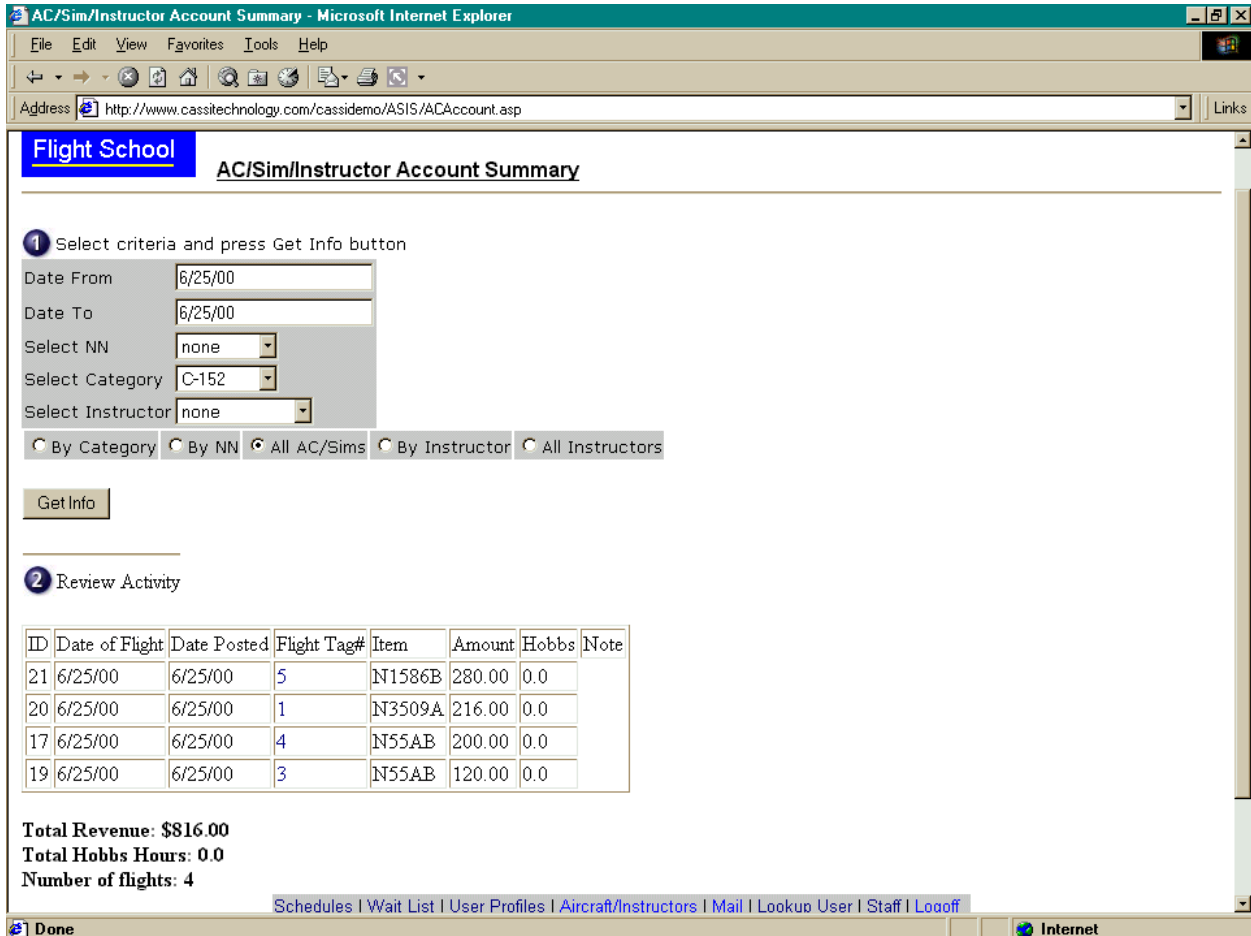 AC/Sim/Instructor Account Summary - Microsoft Internet Explorer
File Edit View Favorites Tools Help
Address http://www.cassitechnology.com/cassidemo/ASIS/ACAccount.asp Links
Flight School
AC/Sim/Instructor Account Summary
1 Select criteria and press Get Info button
Date From 6/25/00
Date To 6/25/00
Select NN none
Select Category C-152
Select Instructor none
By Category By NN All AC/Sims By Instructor All Instructors
Get Info
2 Review Activity
ID Date of Flight Date Posted Flight Tag# Item Amount Hobbs Note
21 6/25/00 6/25/00 5 N1586B 280.00 0.0
20 6/25/00 6/25/00 1 N3509A 216.00 0.0
17 6/25/00 6/25/00 4 N55AB 200.00 0.0
19 6/25/00 6/25/00 3 N55AB 120.00 0.0
Total Revenue: $816.00
Total Hobbs Hours: 0.0
Number of flights: 4
Schedules | Wait List | User Profiles | Aircraft/Instructors | Mail | Lookup User | Staff | Logoff
Done Internet